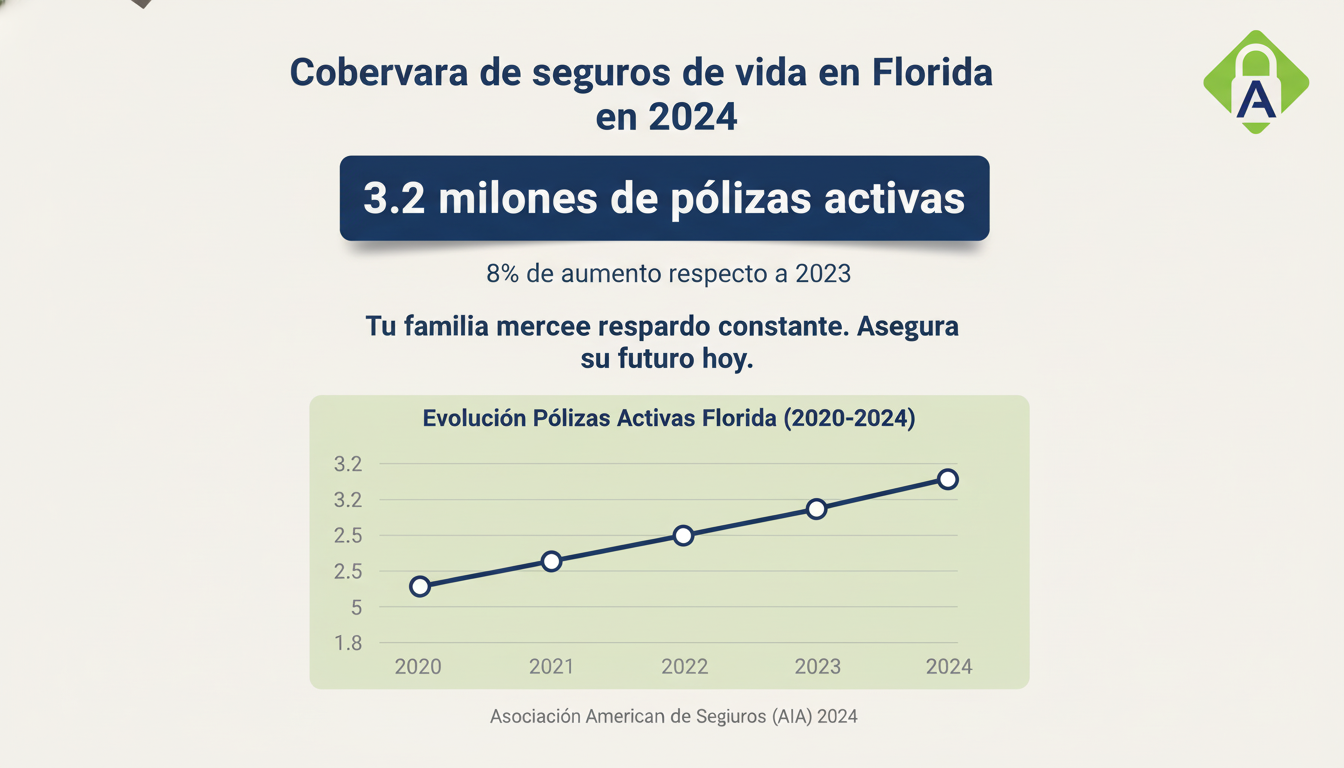 Cobervara de seguros de vida en Florida
en 2024
A
3.2 milones de pólizas activas
8% de aumento respecto a 2023
Tu familia mercee respardo constante. Asegura
su futuro hoy.
Evolución Pólizas Activas Florida (2020-2024)
3.2
3.2
2.5
2.5
5
1.8
2020 2021 2022 2023 2024
Asociación American de Segiuros (AIA) 2024